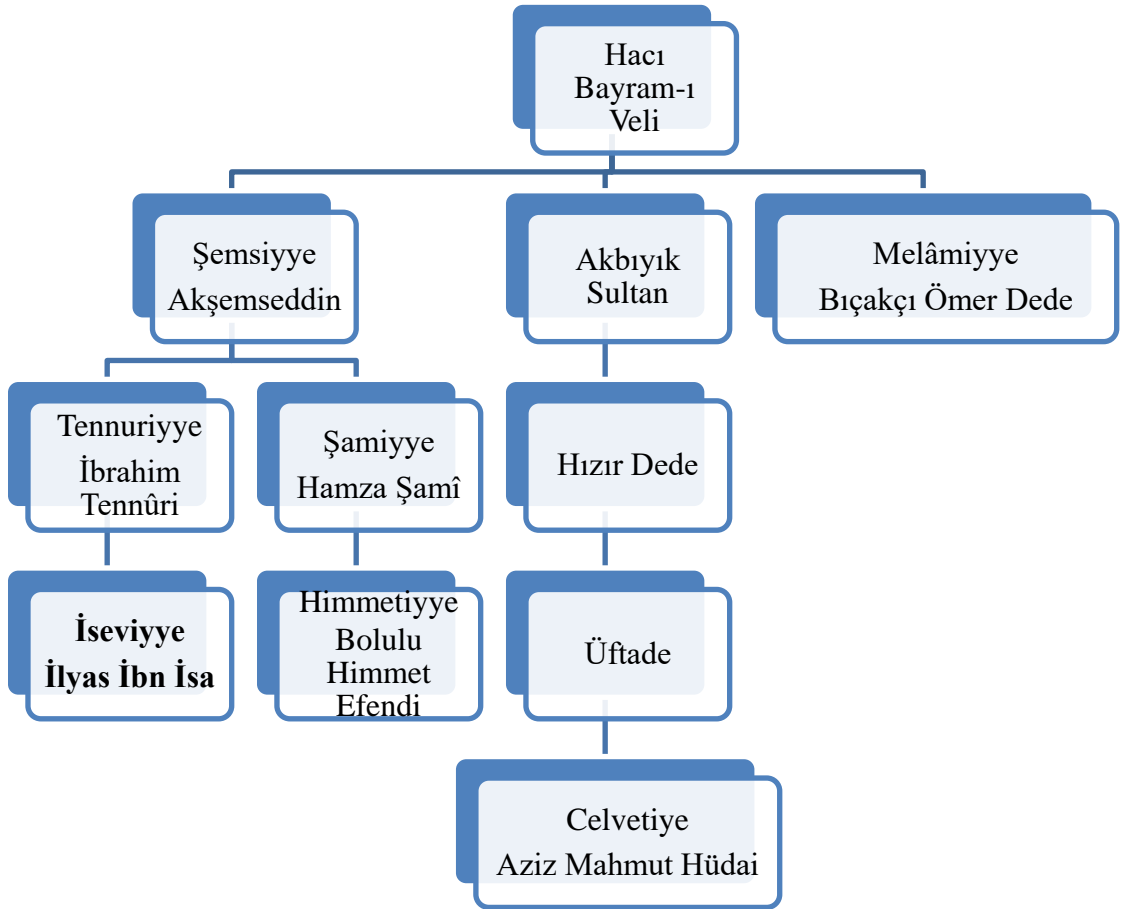 Hacı
Bayram-ı
Veli
Şemsiyye
Akşemseddin
Akbıyık
Sultan
Melâmiyye
Bıçakçı Ömer Dede
Tennuriyye
İbrahim
Tennûri
Şamiyye
Hamza Şamî
Hızır Dede
İseviyye
İlyas İbn İsa
Himmetiyye
Bolulu
Himmet
Efendi
Üftade
Celvetiye
Aziz Mahmut Hüdai